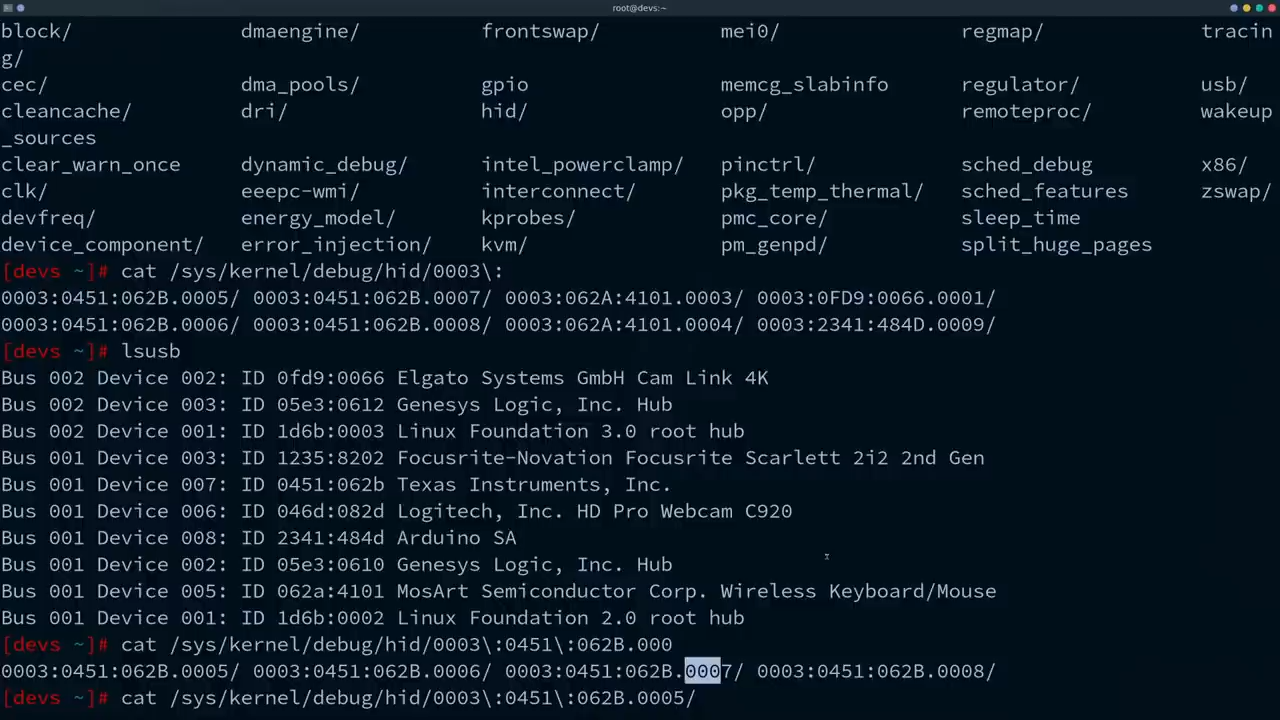 root@devs:~
block/ dmaengine/ frontswap/ mei0/ regmap/ tracin
g/
cec/ dma_pools/ gpio memcg_slabinfo regulator/ usb/
cleancache/ dri/ hid/ opp/ remoteproc/ wakeup
_sources
clear_warn_once dynamic_debug/ intel_powerclamp/ pinctrl/ sched_debug x86/
clk/ eeepc-wmi/ interconnect/ pkg_temp_thermal/ sched_features zswap/
devfreq/ energy_model/ kprobes/ pmc_core/ sleep_time
device_component/ error_injection/ kvm/ pm_genpd/ split_huge_pages
[devs ~]# cat /sys/kernel/debug/hid/0003\:
0003:0451:062B.0005/ 0003:0451:062B.0007/ 0003:062A:4101.0003/ 0003:0FD9:0066.0001/
0003:0451:062B.0006/ 0003:0451:062B.0008/ 0003:062A:4101.0004/ 0003:2341:484D.0009/
[devs ~]# lsusb
Bus 002 Device 002: ID 0fd9:0066 Elgato Systems GmbH Cam Link 4K
Bus 002 Device 003: ID 05e3:0612 Genesys Logic, Inc. Hub
Bus 002 Device 001: ID 1d6b:0003 Linux Foundation 3.0 root hub
Bus 001 Device 003: ID 1235:8202 Focusrite-Novation Focusrite Scarlett 2i2 2nd Gen
Bus 001 Device 007: ID 0451:062b Texas Instruments, Inc.
Bus 001 Device 006: ID 046d:082d Logitech, Inc. HD Pro Webcam C920
Bus 001 Device 008: ID 2341:484d Arduino SA
Bus 001 Device 002: ID 05e3:0610 Genesys Logic, Inc. Hub
Bus 001 Device 005: ID 062a:4101 MosArt Semiconductor Corp. Wireless Keyboard/Mouse
Bus 001 Device 001: ID 1d6b:0002 Linux Foundation 2.0 root hub
[devs ~]# cat /sys/kernel/debug/hid/0003\:0451\:062B.000
0003:0451:062B.0005/ 0003:0451:062B.0006/ 0003:0451:062B.0007/ 0003:0451:062B.0008/
[devs ~]# cat /sys/kernel/debug/hid/0003\:0451\:062B.0005/